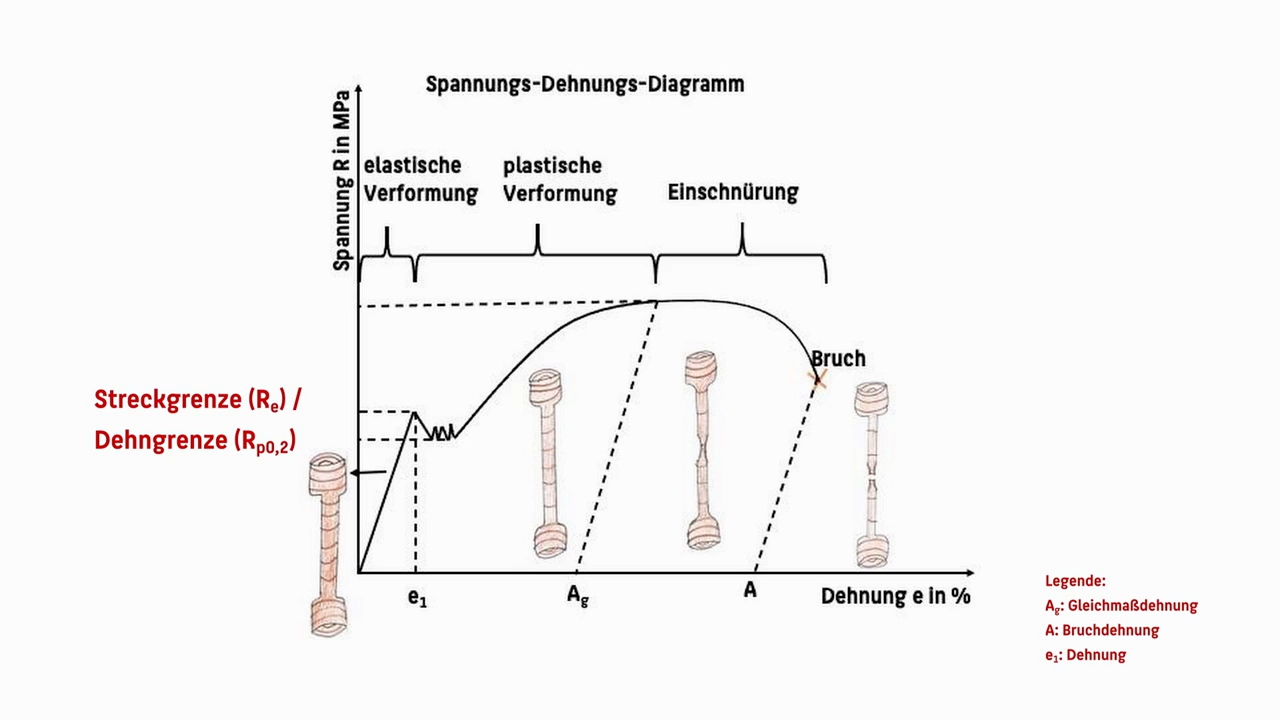 Spannungs-Dehnungs-Diagramm
Spannung R in MPa
elastische
Verformung
plastische
Verformung
Einschnürung
Bruch
Streckgrenze (Re) /
Dehngrenze (Rp0,2)
e1
Ag
A
Dehnung e in %
Legende:
Ag: Gleichmaßdehnung
A: Bruchdehnung
e1: Dehnung